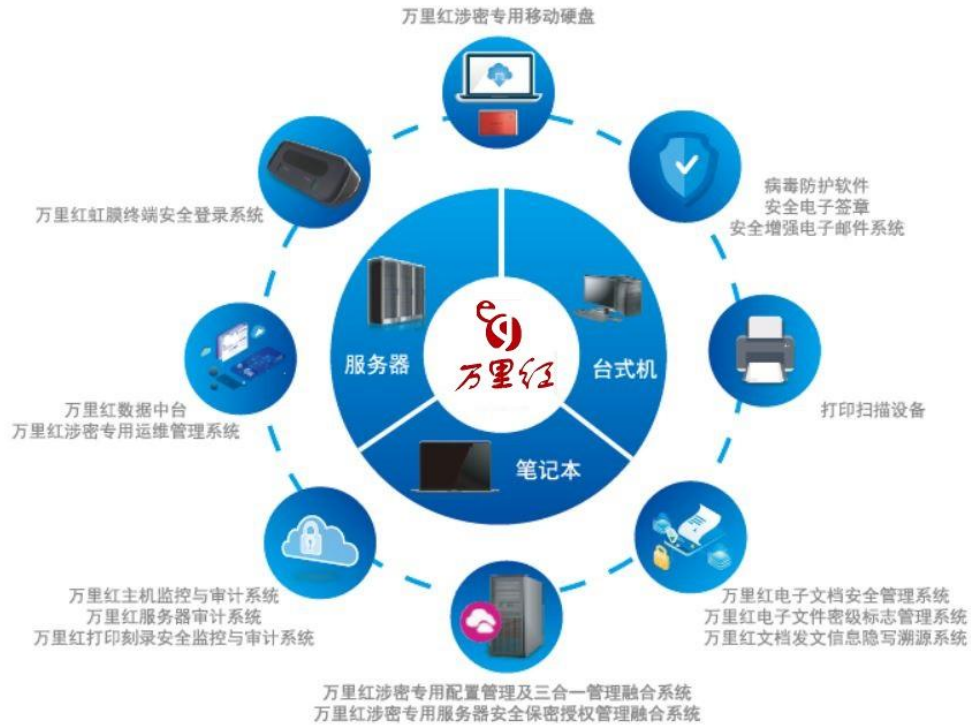 万里红涉密专用移动硬盘
病毒防护软件
安全电子签章
安全增强电子邮件系统
万里红虹膜终端安全登录系统
服务器
万里红
台式机
笔记本
打印扫描设备
万里红数据中台
万里红涉密专用运维管理系统
万里红主机监控与审计系统
万里红服务器审计系统
万里红打印刻录安全监控与审计系统
万里红电子文档安全管理系统
万里红电子文件密级标志管理系统
万里红文档发文信息隐写溯源系统
万里红涉密专用配置管理及三合一管理融合系统
万里红涉密专用服务器安全保密授权管理融合系统